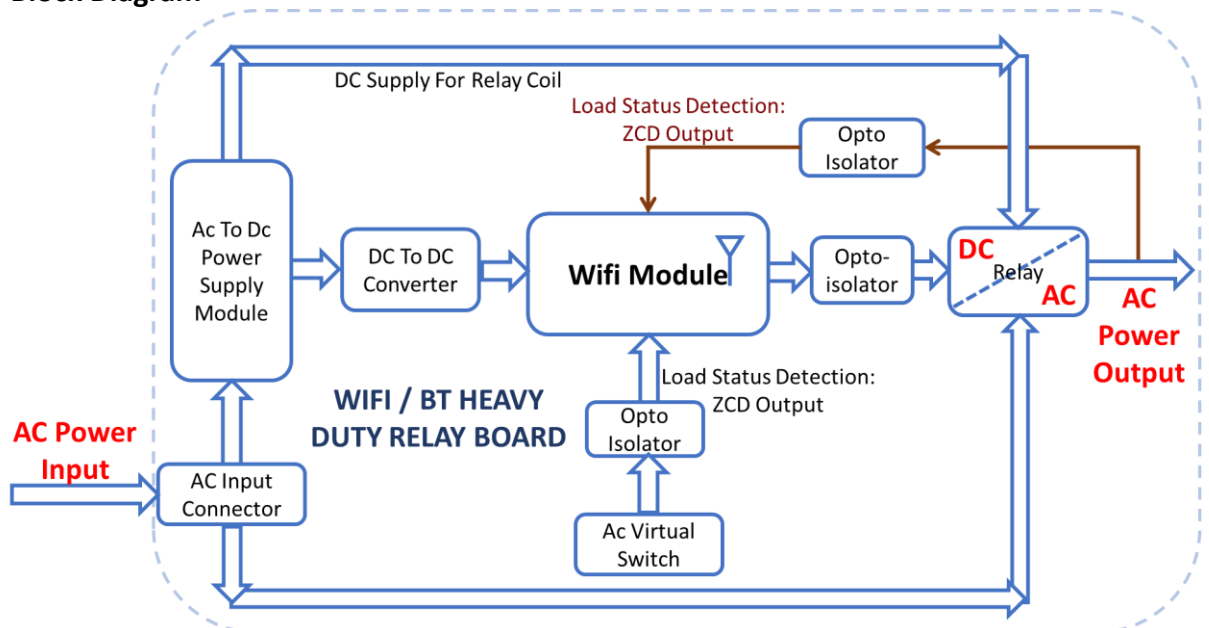 Block Diagram
DC Supply For Relay Coil
Load Status Detection:
ZCD Output
Opto
Isolator
Ac To Dc
Power
Supply
Module
DC To DC
Converter
Wifi Module
Opto-
isolator
DC
Relay
AC
AC
Power
Output
Load Status Detection:
ZCD Output
WIFI / BT HEAVY
DUTY RELAY BOARD
Opto
Isolator
AC Power
Input
AC Input
Connector
Ac Virtual
Switch